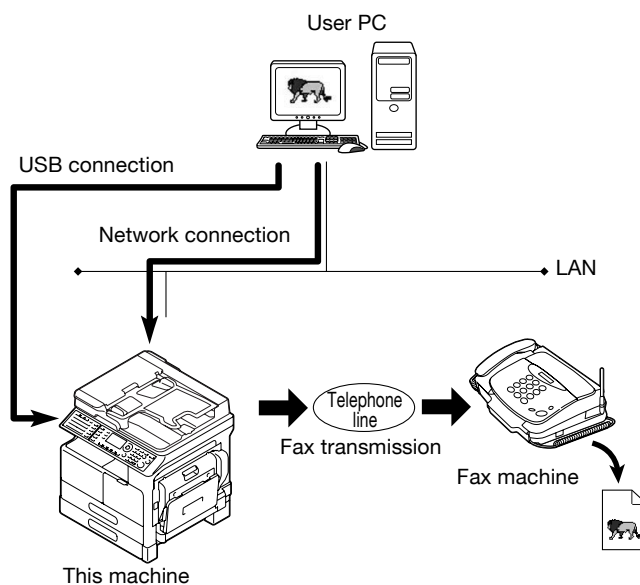 User PC
USB connection
Network connection
LAN
Telephone
line
Fax transmission
Fax machine
This machine